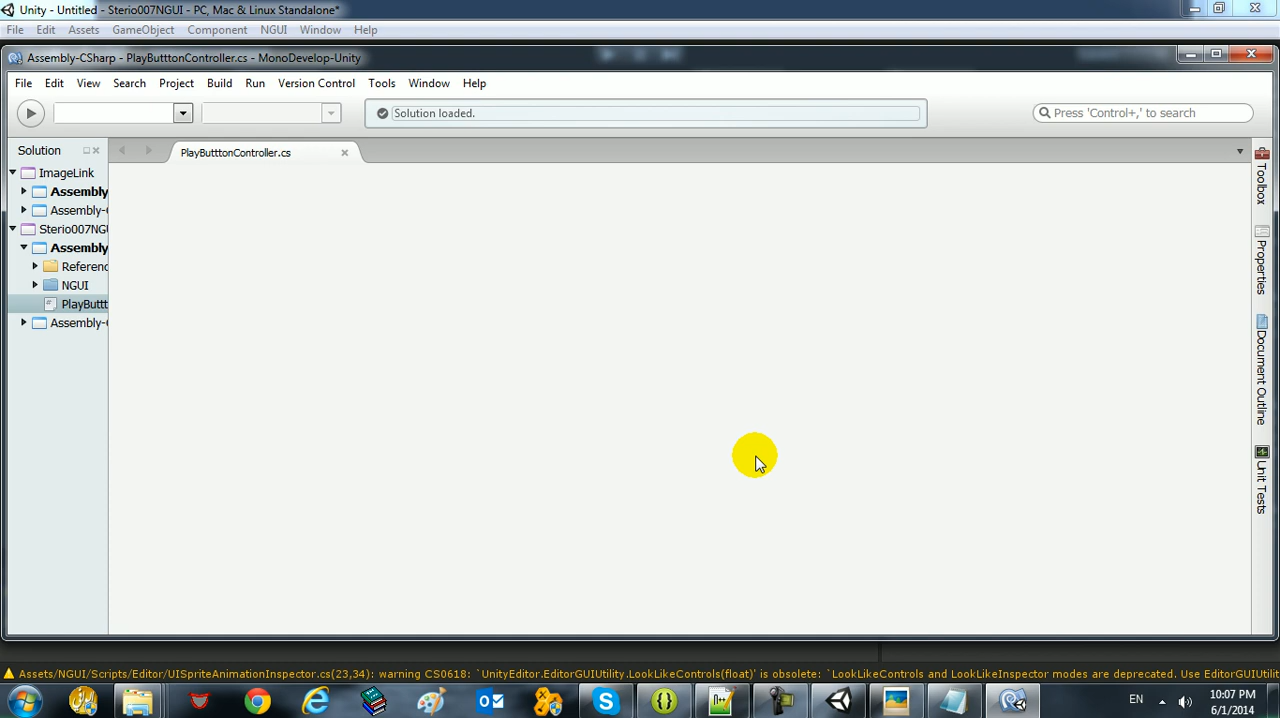 Unity - Untitled - Sterio007NGUI - PC, Mac & Linux Standalone*
File Edit Assets GameObject Component NGUI Window Help
Assembly-CSharp - PlayButttonController.cs - MonoDevelop-Unity
File Edit View Search Project Build Run Version Control Tools Window Help
Solution loaded.
Press 'Control+,' to search
Solution
PlayButttonController.cs
ImageLink
Assembly
Assembly-C
Sterio007NGU
Assembly
Referenc
NGUI
PlayButtt
Assembly-C
Toolbox
Properties
Document Outline
Unit Tests
Assets/NGUI/Scripts/Editor/UISpriteAnimationInspector.cs(23,34): warning CS0618: `UnityEditor.EditorGUIUtility.LookLikeControls(float)' is obsolete: `LookLikeControls and LookLikeInspector modes are deprecated. Use EditorGUIUtil
EN
10:07 PM
6/1/2014